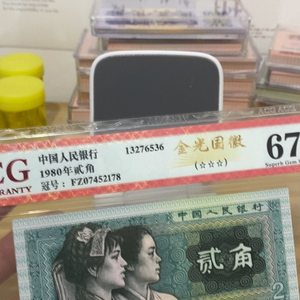 CG
RRANTY
中国人民银行
1980年贰角
冠号：FZ07452178
13276536
金光国徽
(☆☆☆)
67
Superb Gem
中国人民银行
贰角
2